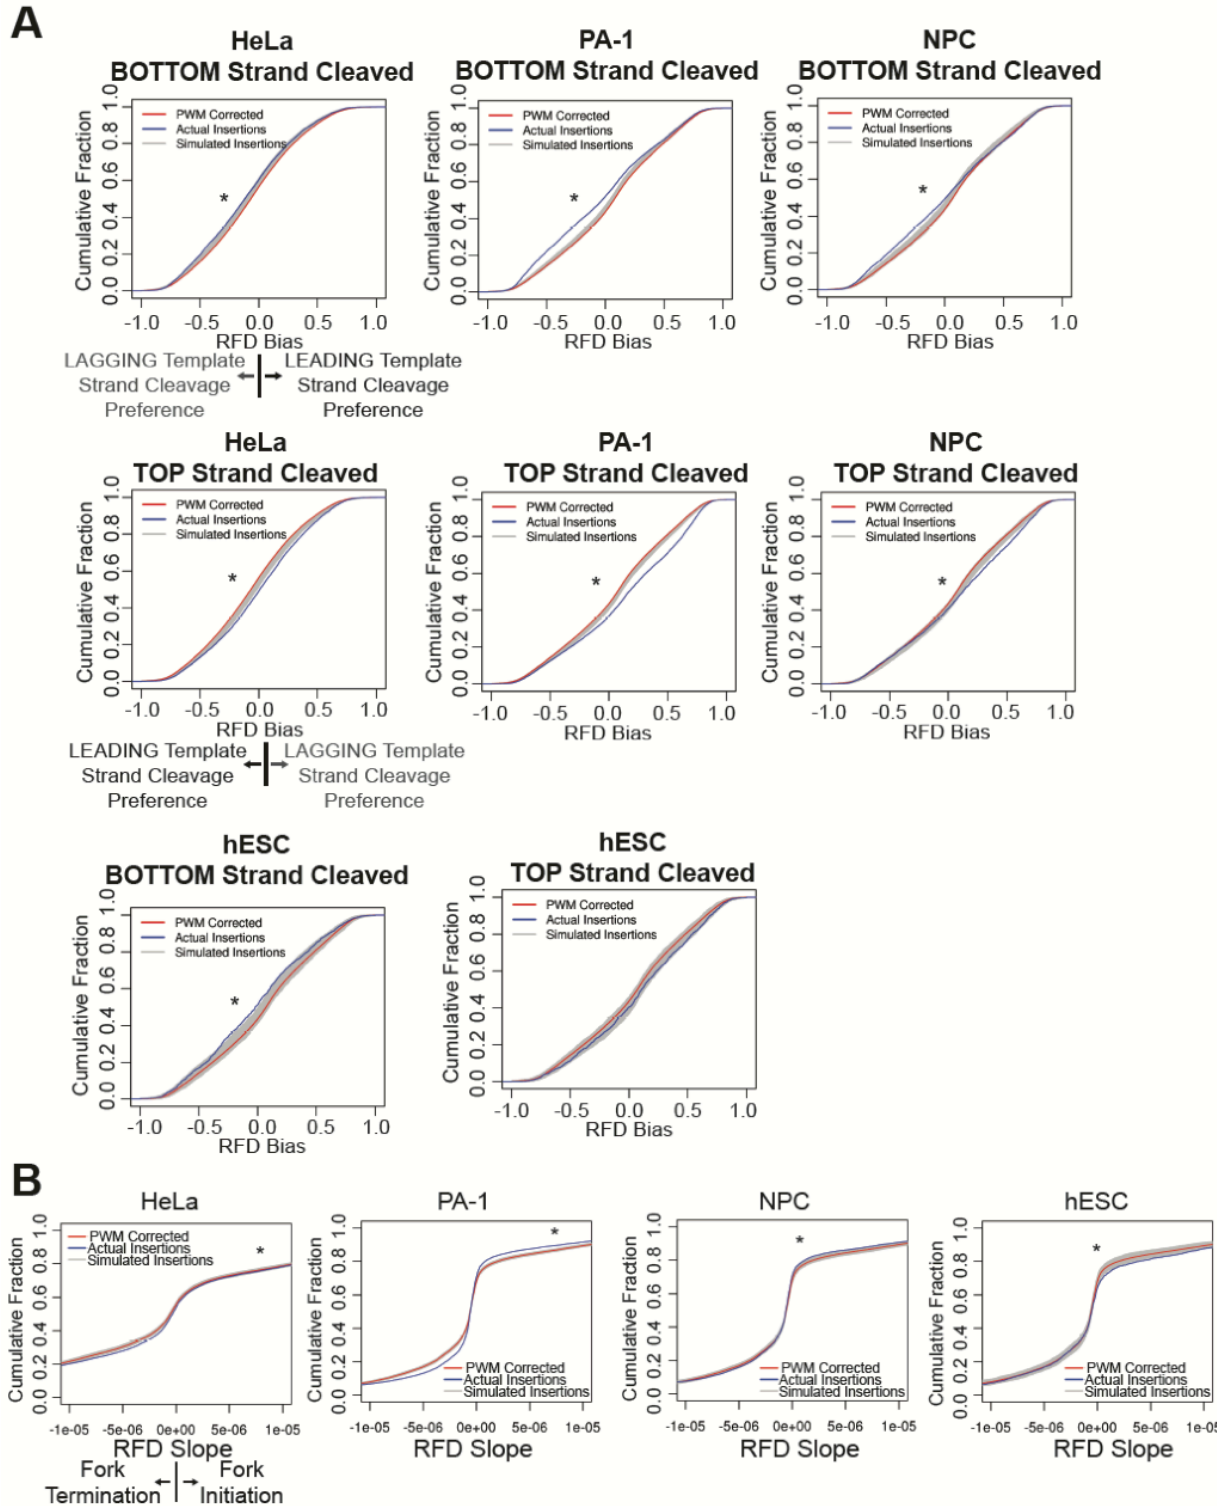 A
HeLa
BOTTOM Strand Cleaved
PA-1
BOTTOM Strand Cleaved
NPC
BOTTOM Strand Cleaved
Cumulative Fraction
0.0 0.2 0.4 0.6 0.8 1.0
PWM Corrected
Actual Insertions
Simulated Insertions
*
-1.0 -0.5 0.0 0.5 1.0
RFD Bias
Cumulative Fraction
0.0 0.2 0.4 0.6 0.8 1.0
PWM Corrected
Actual Insertions
Simulated Insertions
*
-1.0 -0.5 0.0 0.5 1.0
RFD Bias
Cumulative Fraction
0.0 0.2 0.4 0.6 0.8 1.0
PWM Corrected
Actual Insertions
Simulated Insertions
*
-1.0 -0.5 0.0 0.5 1.0
RFD Bias
LAGGING Template
Strand Cleavage
Preference
LEADING Template
Strand Cleavage
Preference
HeLa
TOP Strand Cleaved
PA-1
TOP Strand Cleaved
NPC
TOP Strand Cleaved
Cumulative Fraction
0.0 0.2 0.4 0.6 0.8 1.0
PWM Corrected
Actual Insertions
Simulated Insertions
*
-1.0 -0.5 0.0 0.5 1.0
RFD Bias
Cumulative Fraction
0.0 0.2 0.4 0.6 0.8 1.0
PWM Corrected
Actual Insertions
Simulated Insertions
*
-1.0 -0.5 0.0 0.5 1.0
RFD Bias
Cumulative Fraction
0.0 0.2 0.4 0.6 0.8 1.0
PWM Corrected
Actual Insertions
Simulated Insertions
*
-1.0 -0.5 0.0 0.5 1.0
RFD Bias
LEADING Template
Strand Cleavage
Preference
LAGGING Template
Strand Cleavage
Preference
hESC
BOTTOM Strand Cleaved
hESC
TOP Strand Cleaved
Cumulative Fraction
0.0 0.2 0.4 0.6 0.8 1.0
PWM Corrected
Actual Insertions
Simulated Insertions
*
-1.0 -0.5 0.0 0.5 1.0
RFD Bias
Cumulative Fraction
0.0 0.2 0.4 0.6 0.8 1.0
PWM Corrected
Actual Insertions
Simulated Insertions
-1.0 -0.5 0.0 0.5 1.0
RFD Bias
B
HeLa
PA-1
NPC
hESC
Cumulative Fraction
0.0 0.2 0.4 0.6 0.8 1.0
PWM Corrected
Actual Insertions
Simulated Insertions
*
-1e-05 -5e-06 0e+00 5e-06 1e-05
RFD Slope
Cumulative Fraction
0.0 0.2 0.4 0.6 0.8 1.0
*
PWM Corrected
Actual Insertions
Simulated Insertions
-1e-05 -5e-06 0e+00 5e-06 1e-05
RFD Slope
Cumulative Fraction
0.0 0.2 0.4 0.6 0.8 1.0
*
PWM Corrected
Actual Insertions
Simulated Insertions
-1e-05 -5e-06 0e+00 5e-06 1e-05
RFD Slope
Cumulative Fraction
0.0 0.2 0.4 0.6 0.8 1.0
*
PWM Corrected
Actual Insertions
Simulated Insertions
-1e-05 -5e-06 0e+00 5e-06
RFD Slope
Fork
Termination
Fork
Initiation